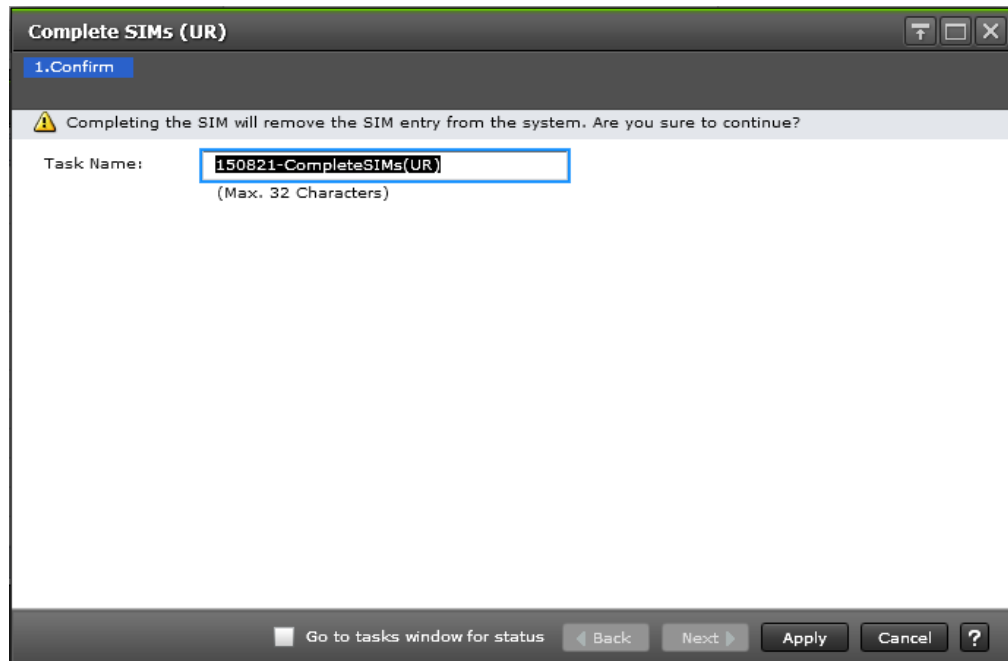 Complete SIMs (UR)
1.Confirm
Completing the SIM will remove the SIM entry from the system. Are you sure to continue?
Task Name:
150821-CompleteSIMs(UR)
(Max. 32 Characters)
Go to tasks window for status
Back
Next
Apply
Cancel
?